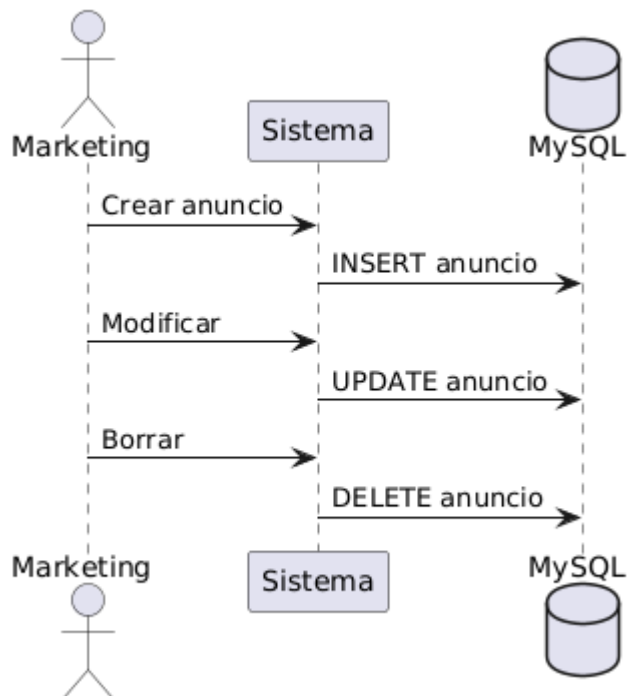 Marketing
Sistema
MySQL
Crear anuncio
INSERT anuncio
Modificar
UPDATE anuncio
Borrar
DELETE anuncio
Marketing
Sistema
MySQL